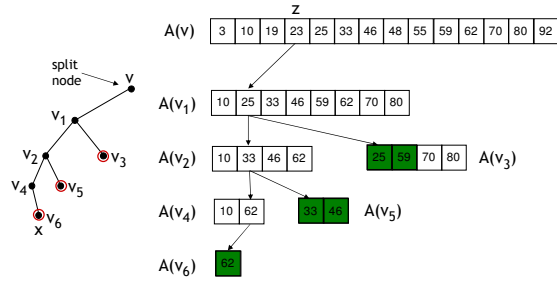 z
A(v) 3 10 19 23 25 33 46 48 55 59 62 70 80 92
split
node
v
v1
A(v1) 10 25 33 46 59 62 70 80
v2
v3
A(v2) 10 33 46 62
25 59 70 80 A(v3)
v4
v5
A(v4) 10 62
33 46 A(v5)
v6
x
A(v6) 62